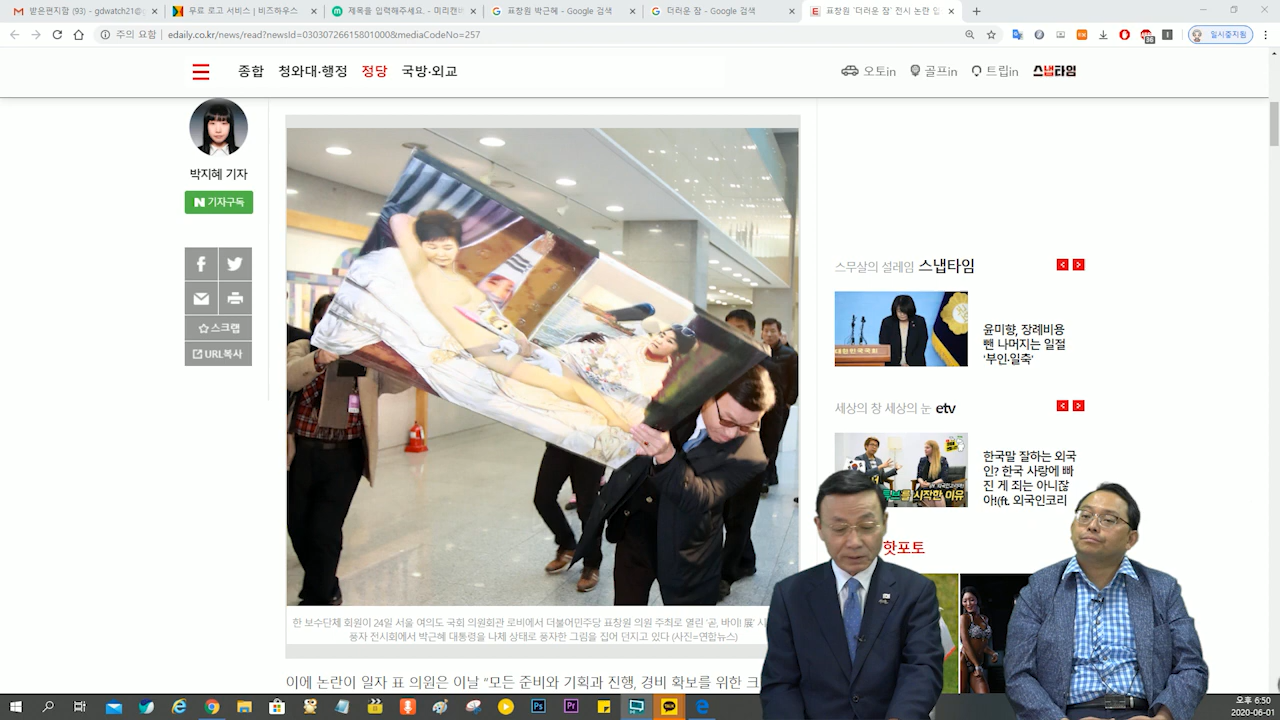 받은편지함 (93) - gdwatch21@
무료 로고 서비스 | 비즈하우스
제목을 입력해주세요. - 미리캔버
표창원 박근혜 - Google 검색
더러운 잠 - Google 검색
표창원 '더러운 잠' 전시 논란 입
주의 요함 | edaily.co.kr/news/read?newsId=03030726615801000&mediaCodeNo=257
일시중지됨
종합 청와대·행정 정당 국방·외교
오토in 골프in 트립in 스냅타임
박지혜 기자
N 기자구독
스크랩
URL복사
스무살의 설레임 스냅타임
윤미향, 장례비용
뺀 나머지는 일절
'부인·일축'
대한민국국회
세상의 창 세상의 눈 etv
한국말 잘하는 외국
인? 한국 사랑에 빠
진 게 죄는 아니잖
아!(ft. 외국인코리
를 시작한 이유
핫포토
한 보수단체 회원이 24일 서울 여의도 국회 의원회관 로비에서 더불어민주당 표창원 의원 주최로 열린 '곧, 바이! 展' 시
풍자 전시회에서 박근혜 대통령을 나체 상태로 풍자한 그림을 집어 던지고 있다 (사진=연합뉴스)
이에 논란이 일자 표 의원은 이날 “모든 준비와 기획과 진행, 경비 확보를 위한 크
오후 6:50
2020-06-01